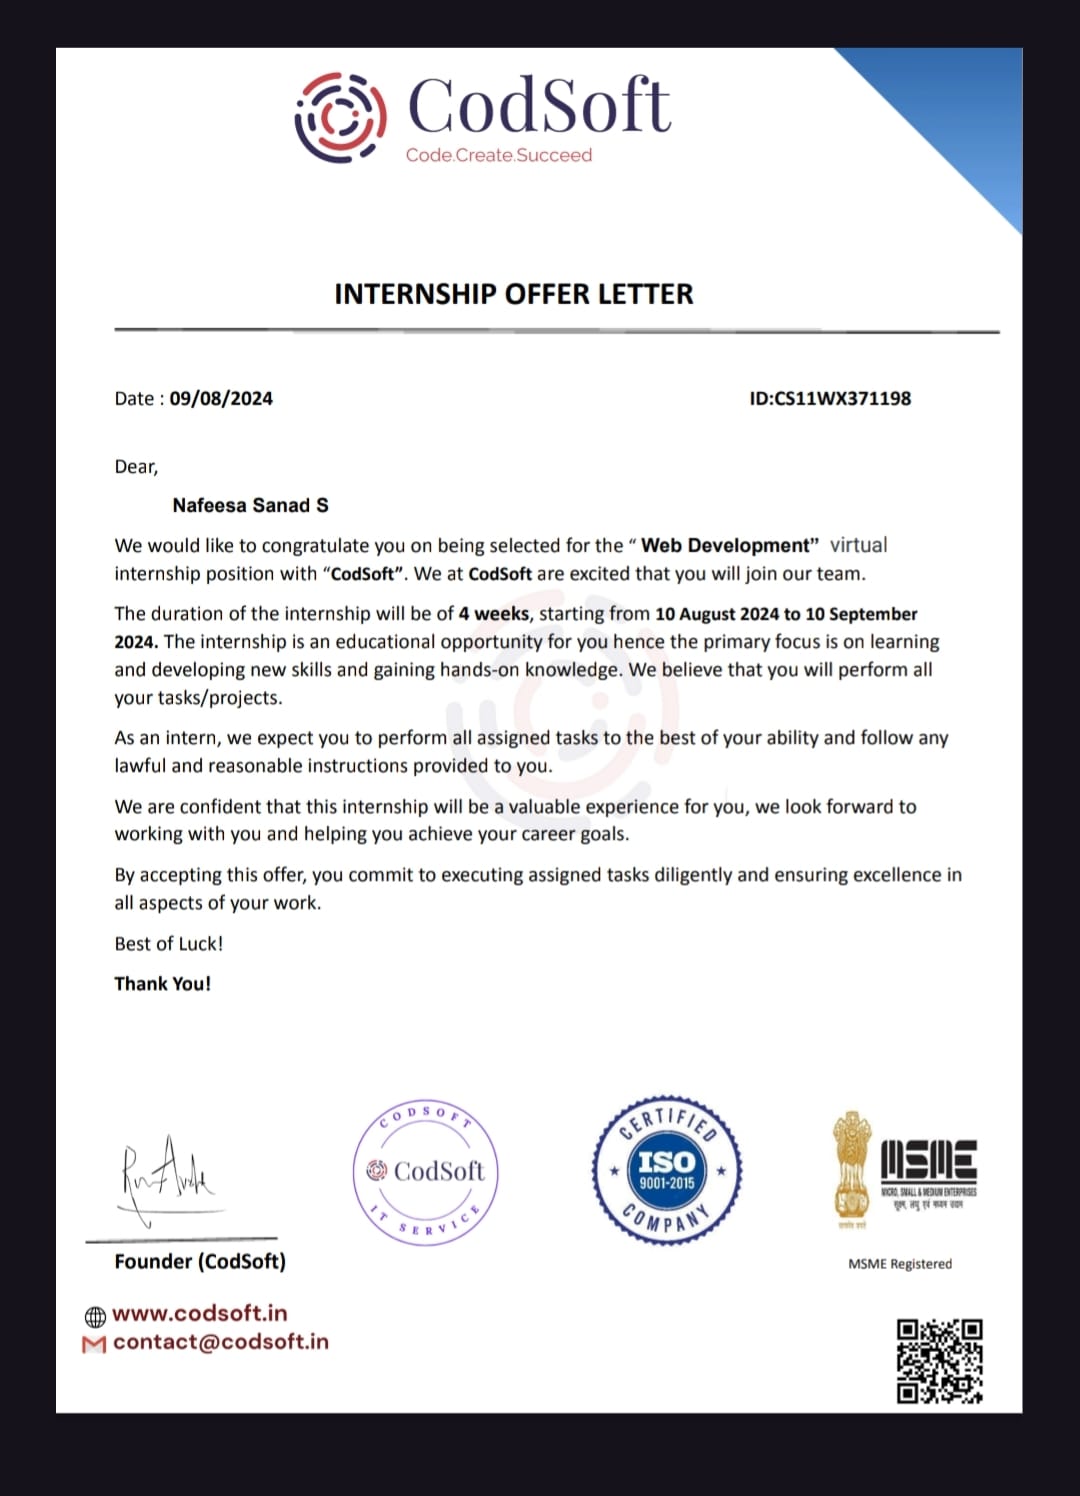 CodSoft
Code.Create.Succeed
INTERNSHIP OFFER LETTER
Date : 09/08/2024
ID:CS11WX371198
Dear,
Nafeesa Sanad S
We would like to congratulate you on being selected for the “ Web Development” virtual
internship position with “CodSoft”. We at CodSoft are excited that you will join our team.
The duration of the internship will be of 4 weeks, starting from 10 August 2024 to 10 September
2024. The internship is an educational opportunity for you hence the primary focus is on learning
and developing new skills and gaining hands-on knowledge. We believe that you will perform all
your tasks/projects.
As an intern, we expect you to perform all assigned tasks to the best of your ability and follow any
lawful and reasonable instructions provided to you.
We are confident that this internship will be a valuable experience for you, we look forward to
working with you and helping you achieve your career goals.
By accepting this offer, you commit to executing assigned tasks diligently and ensuring excellence in
all aspects of your work.
Best of Luck!
Thank You!
Founder (CodSoft)
www.codsoft.in
contact@codsoft.in
CODSOFT
CodSoft
IT SERVICE
CERTIFIED
ISO
9001-2015
COMPANY
MSME
MICRO, SMALL & MEDIUM ENTERPRISES
सूक्ष्म, लघु एवं मध्यम उद्यम
MSME Registered